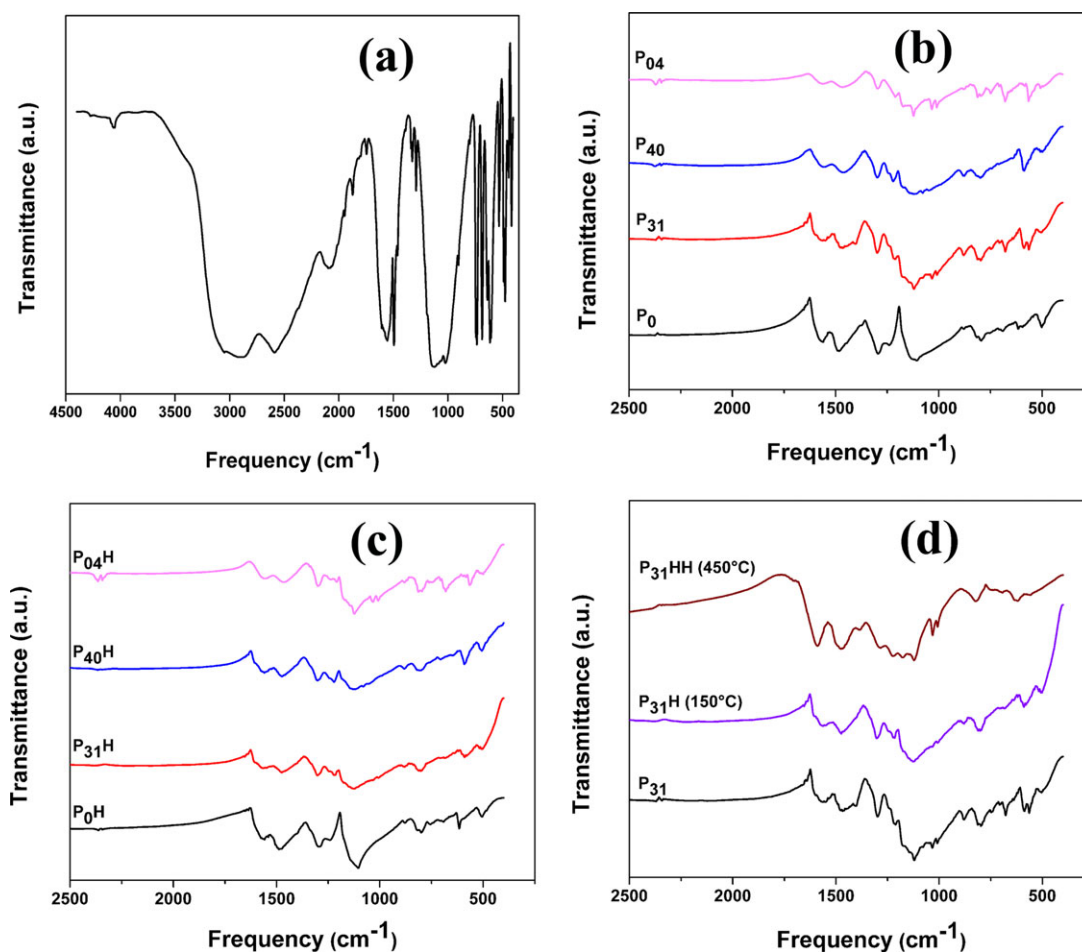 (a)
Transmittance (a.u.)
4500 4000 3500 3000 2500 2000 1500 1000 500
Frequency (cm-1)
(b)
P04
P40
P31
P0
Transmittance (a.u.)
2500 2000 1500 1000 500
Frequency (cm-1)
(c)
P04H
P40H
P31H
P0H
Transmittance (a.u.)
2500 2000 1500 1000 500
Frequency (cm-1)
(d)
P31HH (450°C)
P31H (150°C)
P31
Transmittance (a.u.)
2500 2000 1500 1000 500
Frequency (cm-1)